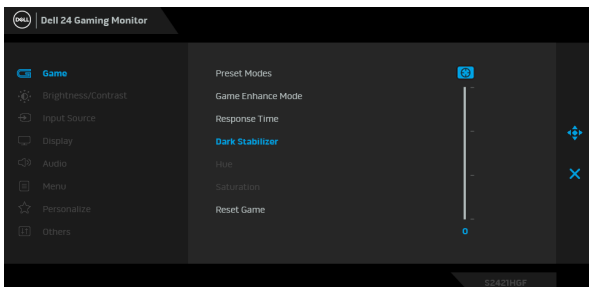 DELL
Dell 24 Gaming Monitor
Game
Brightness/Contrast
Input Source
Display
Audio
Menu
Personalize
Others
Preset Modes
Game Enhance Mode
Response Time
Dark Stabilizer
Hue
Saturation
Reset Game
0
S2421HGF